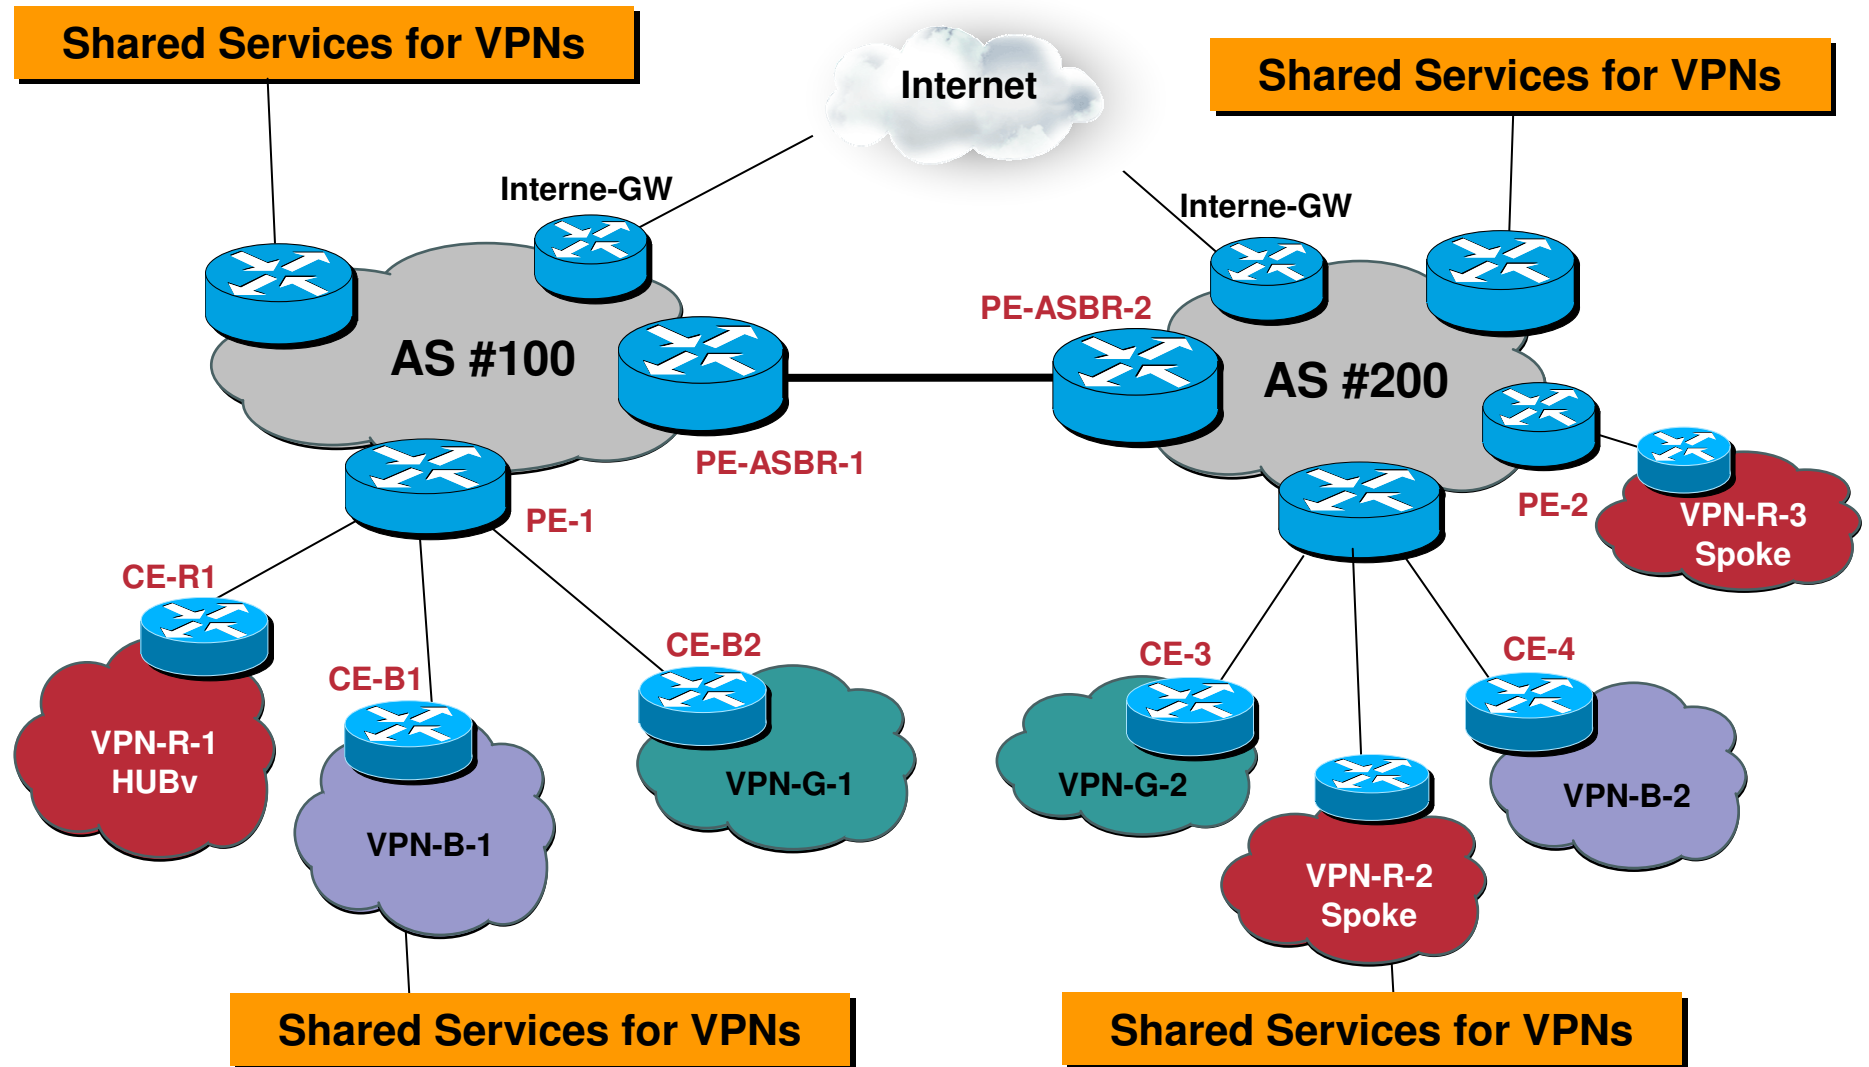 Shared Services for VPNs
Internet
Shared Services for VPNs
Interne-GW
Interne-GW
PE-ASBR-2
AS #100
AS #200
PE-ASBR-1
PE-1
PE-2
VPN-R-3
Spoke
CE-R1
CE-B2
CE-B1
CE-3
CE-4
VPN-R-1
HUBv
VPN-G-1
VPN-G-2
VPN-B-2
VPN-B-1
VPN-R-2
Spoke
Shared Services for VPNs
Shared Services for VPNs